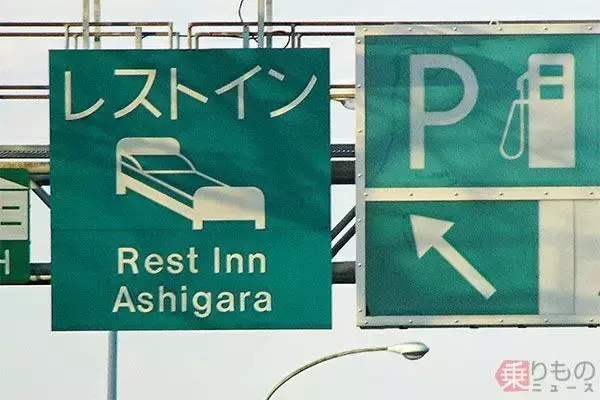 レストイン
Rest Inn
Ashigara
P
H
乗りもの
ニュース